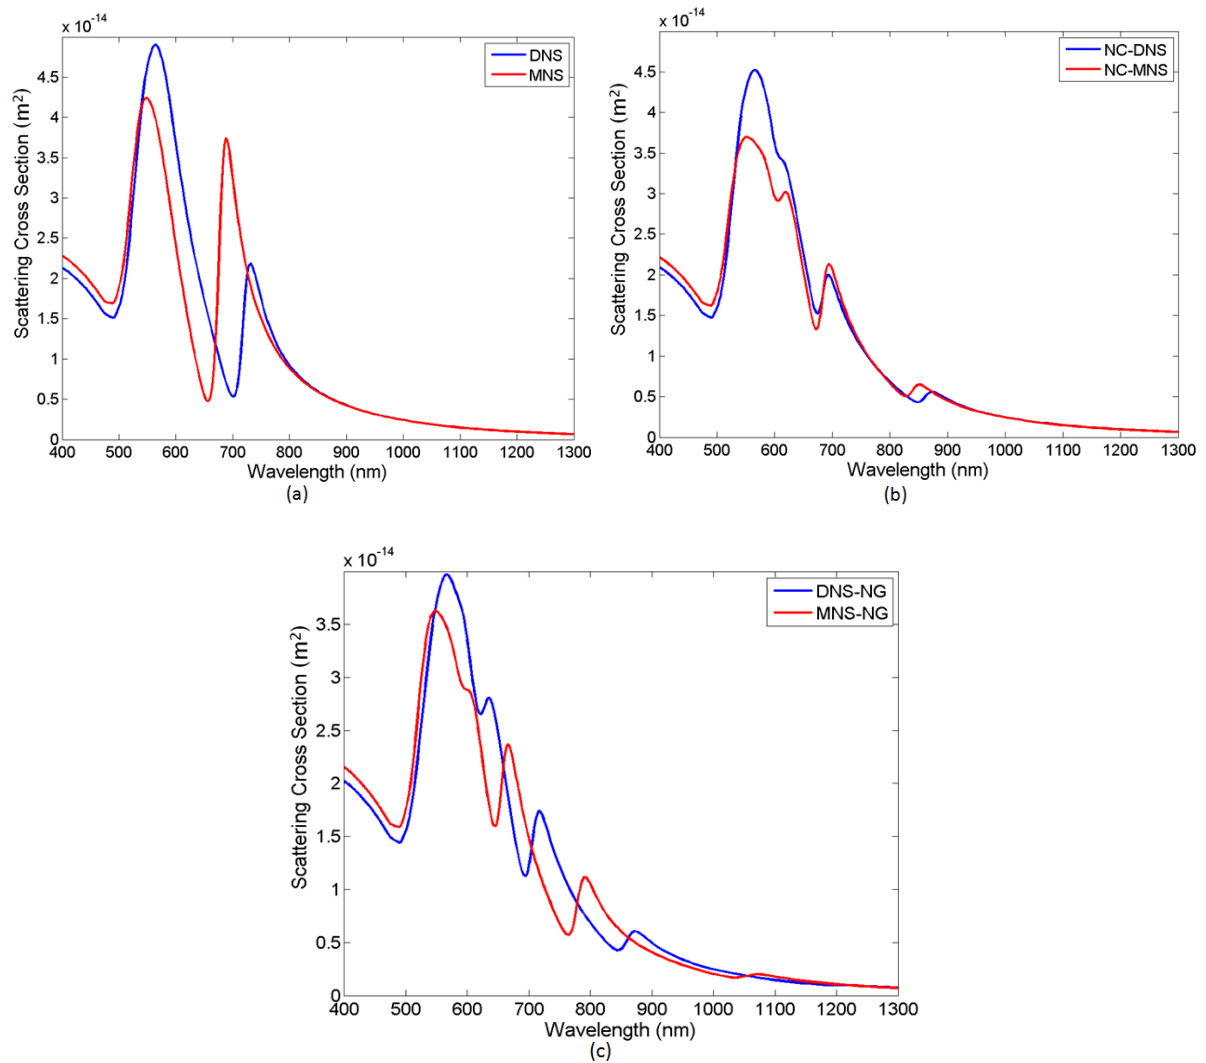 x 10-14
4.5
4
3.5
3
2.5
2
1.5
1
0.5
0
Scattering Cross Section (m2)
DNS
MNS
400 500 600 700 800 900 1000 1100 1200 1300
Wavelength (nm)
(a)
x 10-14
4.5
4
3.5
3
2.5
2
1.5
1
0.5
0
Scattering Cross Section (m2)
NC-DNS
NC-MNS
400 500 600 700 800 900 1000 1100 1200 1300
Wavelength (nm)
(b)
x 10-14
3.5
3
2.5
2
1.5
1
0.5
0
Scattering Cross Section (m2)
DNS-NG
MNS-NG
400 500 600 700 800 900 1000 1100 1200 1300
Wavelength (nm)
(c)